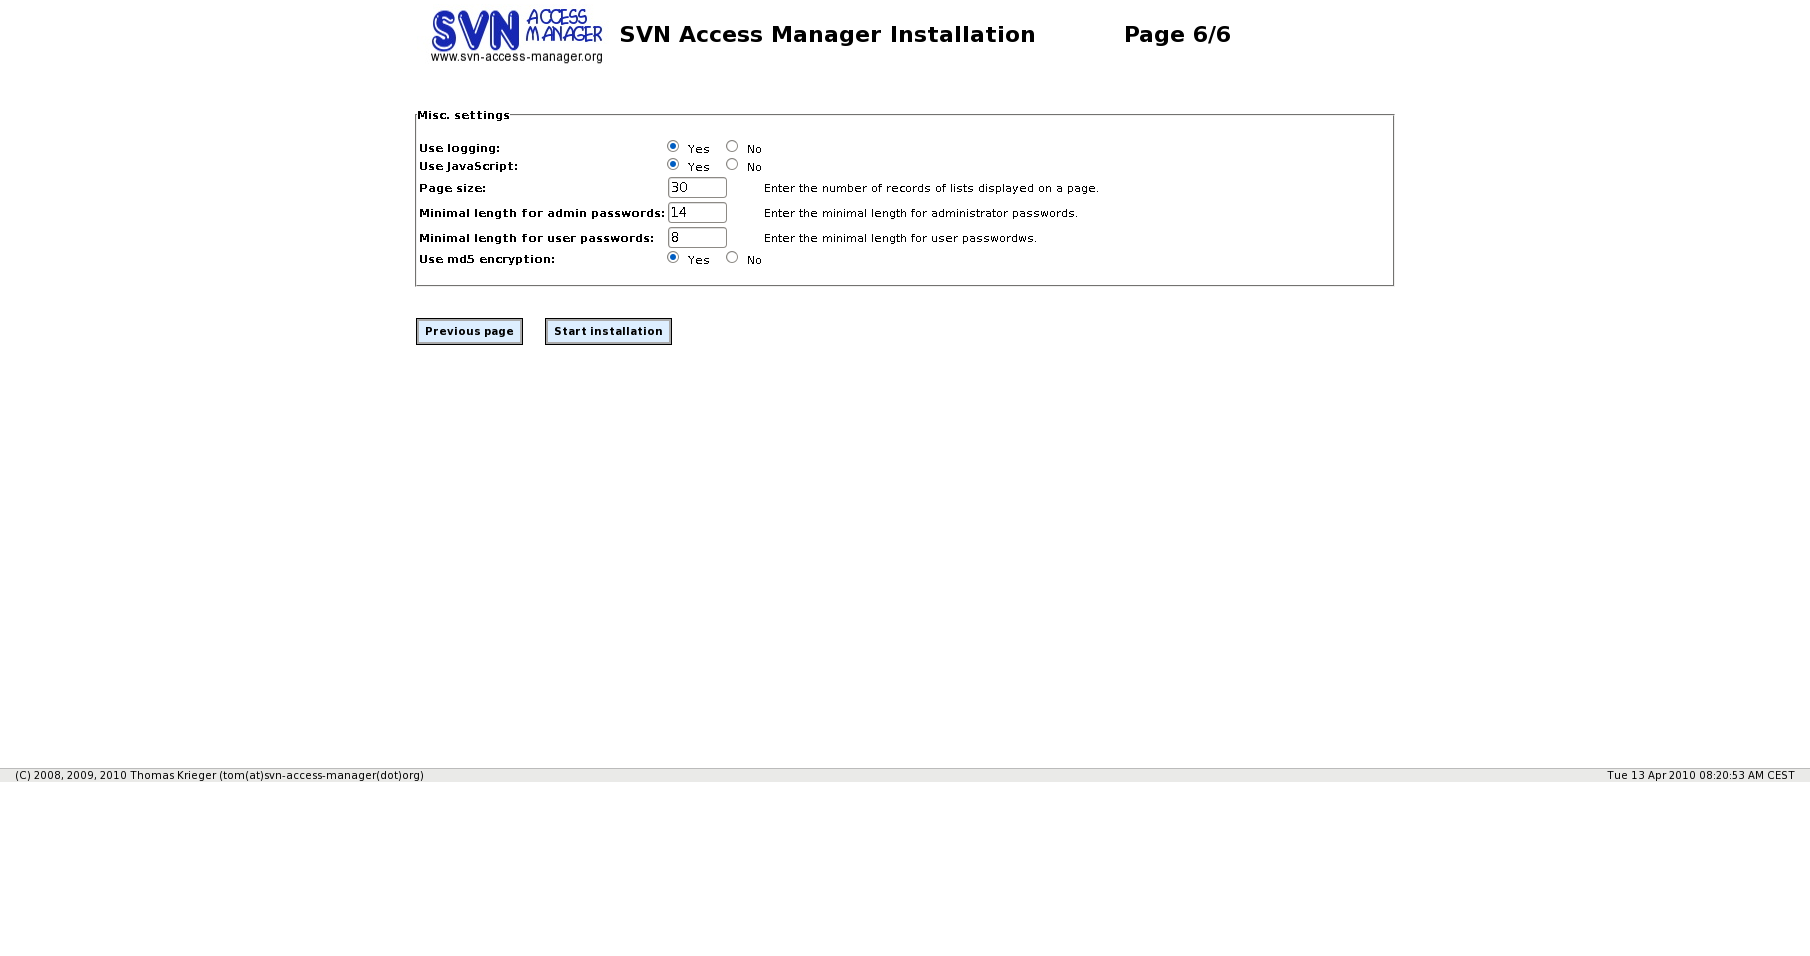 SVN ACCESS MANAGER
www.svn-access-manager.org
SVN Access Manager Installation Page 6/6
Misc. settings
Use logging: Yes No
Use JavaScript: Yes No
Page size: 30 Enter the number of records of lists displayed on a page.
Minimal length for admin passwords: 14 Enter the minimal length for administrator passwords.
Minimal length for user passwords: 8 Enter the minimal length for user passwordws.
Use md5 encryption: Yes No
Previous page Start installation
(C) 2008, 2009, 2010 Thomas Krieger (tom(at)svn-access-manager(dot)org) Tue 13 Apr 2010 08:20:53 AM CEST